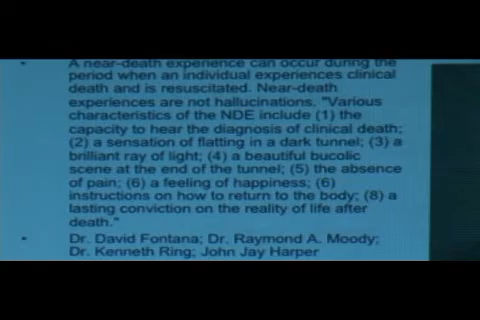 A near-death experience can occur during the
period when an individual experiences clinical
death and is resuscitated. Near-death
experiences are not hallucinations. "Various
characteristics of the NDE include (1) the
capacity to hear the diagnosis of clinical death;
(2) a sensation of flatting in a dark tunnel; (3) a
brilliant ray of light; (4) a beautiful bucolic
scene at the end of the tunnel; (5) the absence
of pain; (6) a feeling of happiness; (6)
instructions on how to return to the body; (8) a
lasting conviction on the reality of life after
death."
Dr. David Fontana; Dr. Raymond A. Moody;
Dr. Kenneth Ring; John Jay Harper